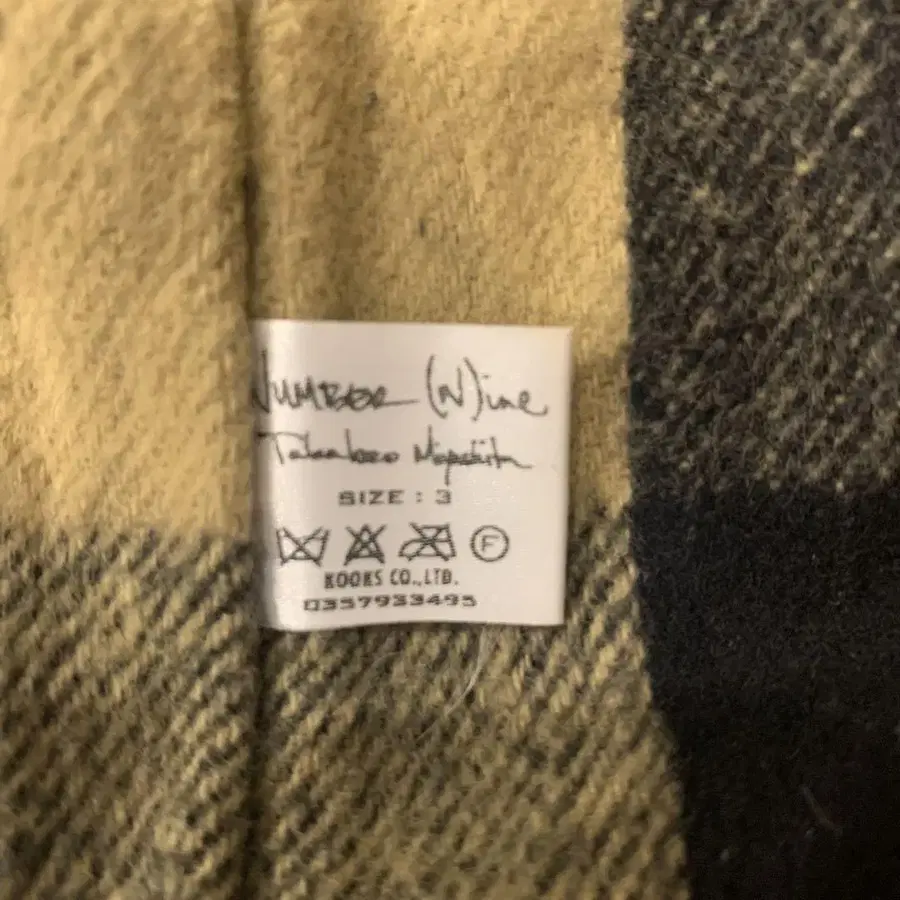 NUMBER (N)ine
Takahiro Miyashita
SIZE : 3
F
KOOKS CO.,LTD.
0357933495